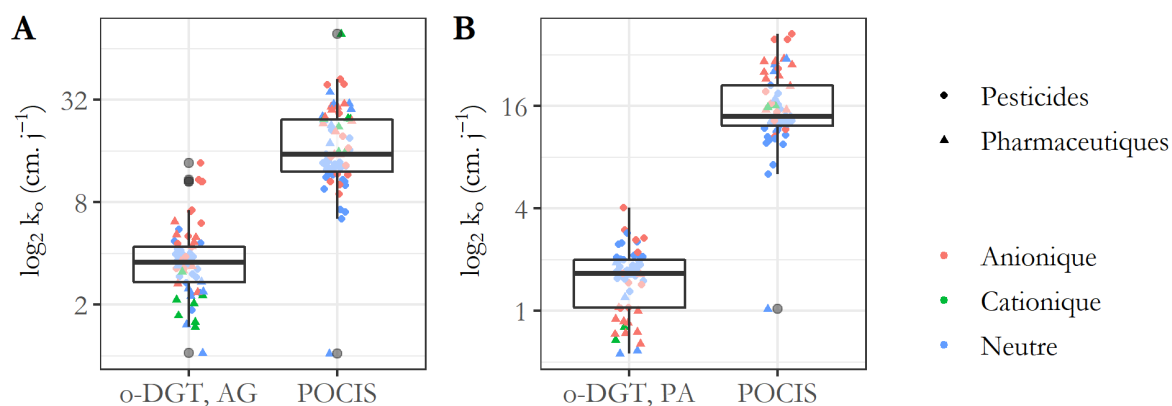 A
log₂ kₒ (cm. j⁻¹)
32
8
2
o-DGT, AG
POCIS
B
log₂ kₒ (cm. j⁻¹)
16
4
1
o-DGT, PA
POCIS
Pesticides
Pharmaceutiques
Anionique
Cationique
Neutre